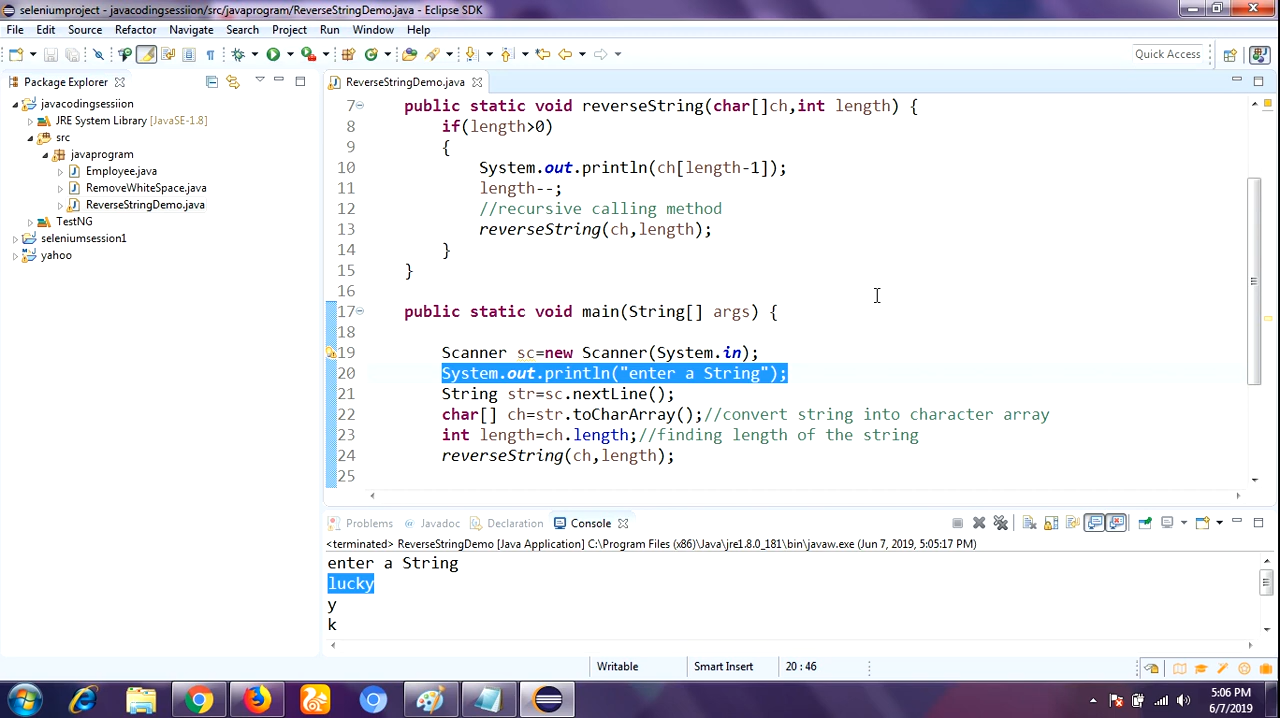 seleniumproject - javacodingsessiion/src/javaprogram/ReverseStringDemo.java - Eclipse SDK
File Edit Source Refactor Navigate Search Project Run Window Help
Quick Access
Package Explorer
ReverseStringDemo.java
javacodingsessiion
JRE System Library [JavaSE-1.8]
src
javaprogram
Employee.java
RemoveWhiteSpace.java
ReverseStringDemo.java
TestNG
seleniumsession1
yahoo
7 public static void reverseString(char[]ch,int length) {
8 if(length>0)
9 {
10 System.out.println(ch[length-1]);
11 length--;
12 //recursive calling method
13 reverseString(ch,length);
14 }
15 }
16
17 public static void main(String[] args) {
18
19 Scanner sc=new Scanner(System.in);
20 System.out.println("enter a String");
21 String str=sc.nextLine();
22 char[] ch=str.toCharArray();//convert string into character array
23 int length=ch.length;//finding length of the string
24 reverseString(ch,length);
25
Problems @ Javadoc Declaration Console
<terminated> ReverseStringDemo [Java Application] C:\Program Files (x86)\Java\jre1.8.0_181\bin\javaw.exe (Jun 7, 2019, 5:05:17 PM)
enter a String
lucky
y
k
Writable Smart Insert 20 : 46
5:06 PM
6/7/2019